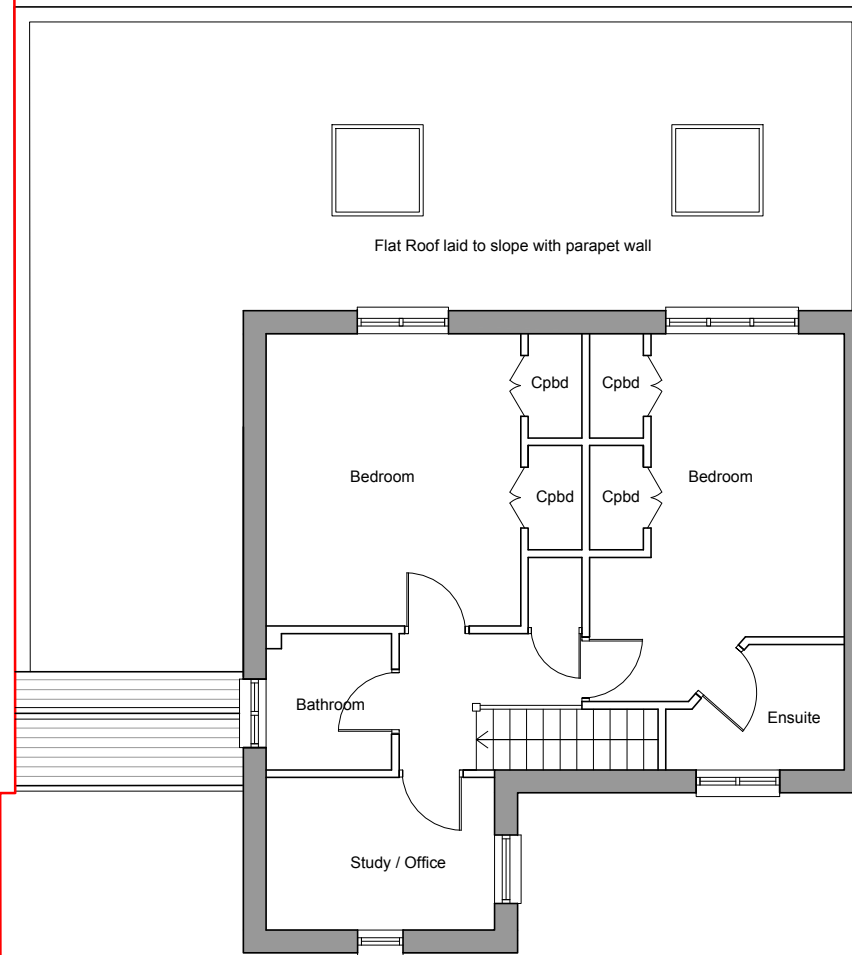 Flat Roof laid to slope with parapet wall
Cpbd
Cpbd
Bedroom
Bedroom
Cpbd
Cpbd
Bathroom
Ensuite
Study / Office